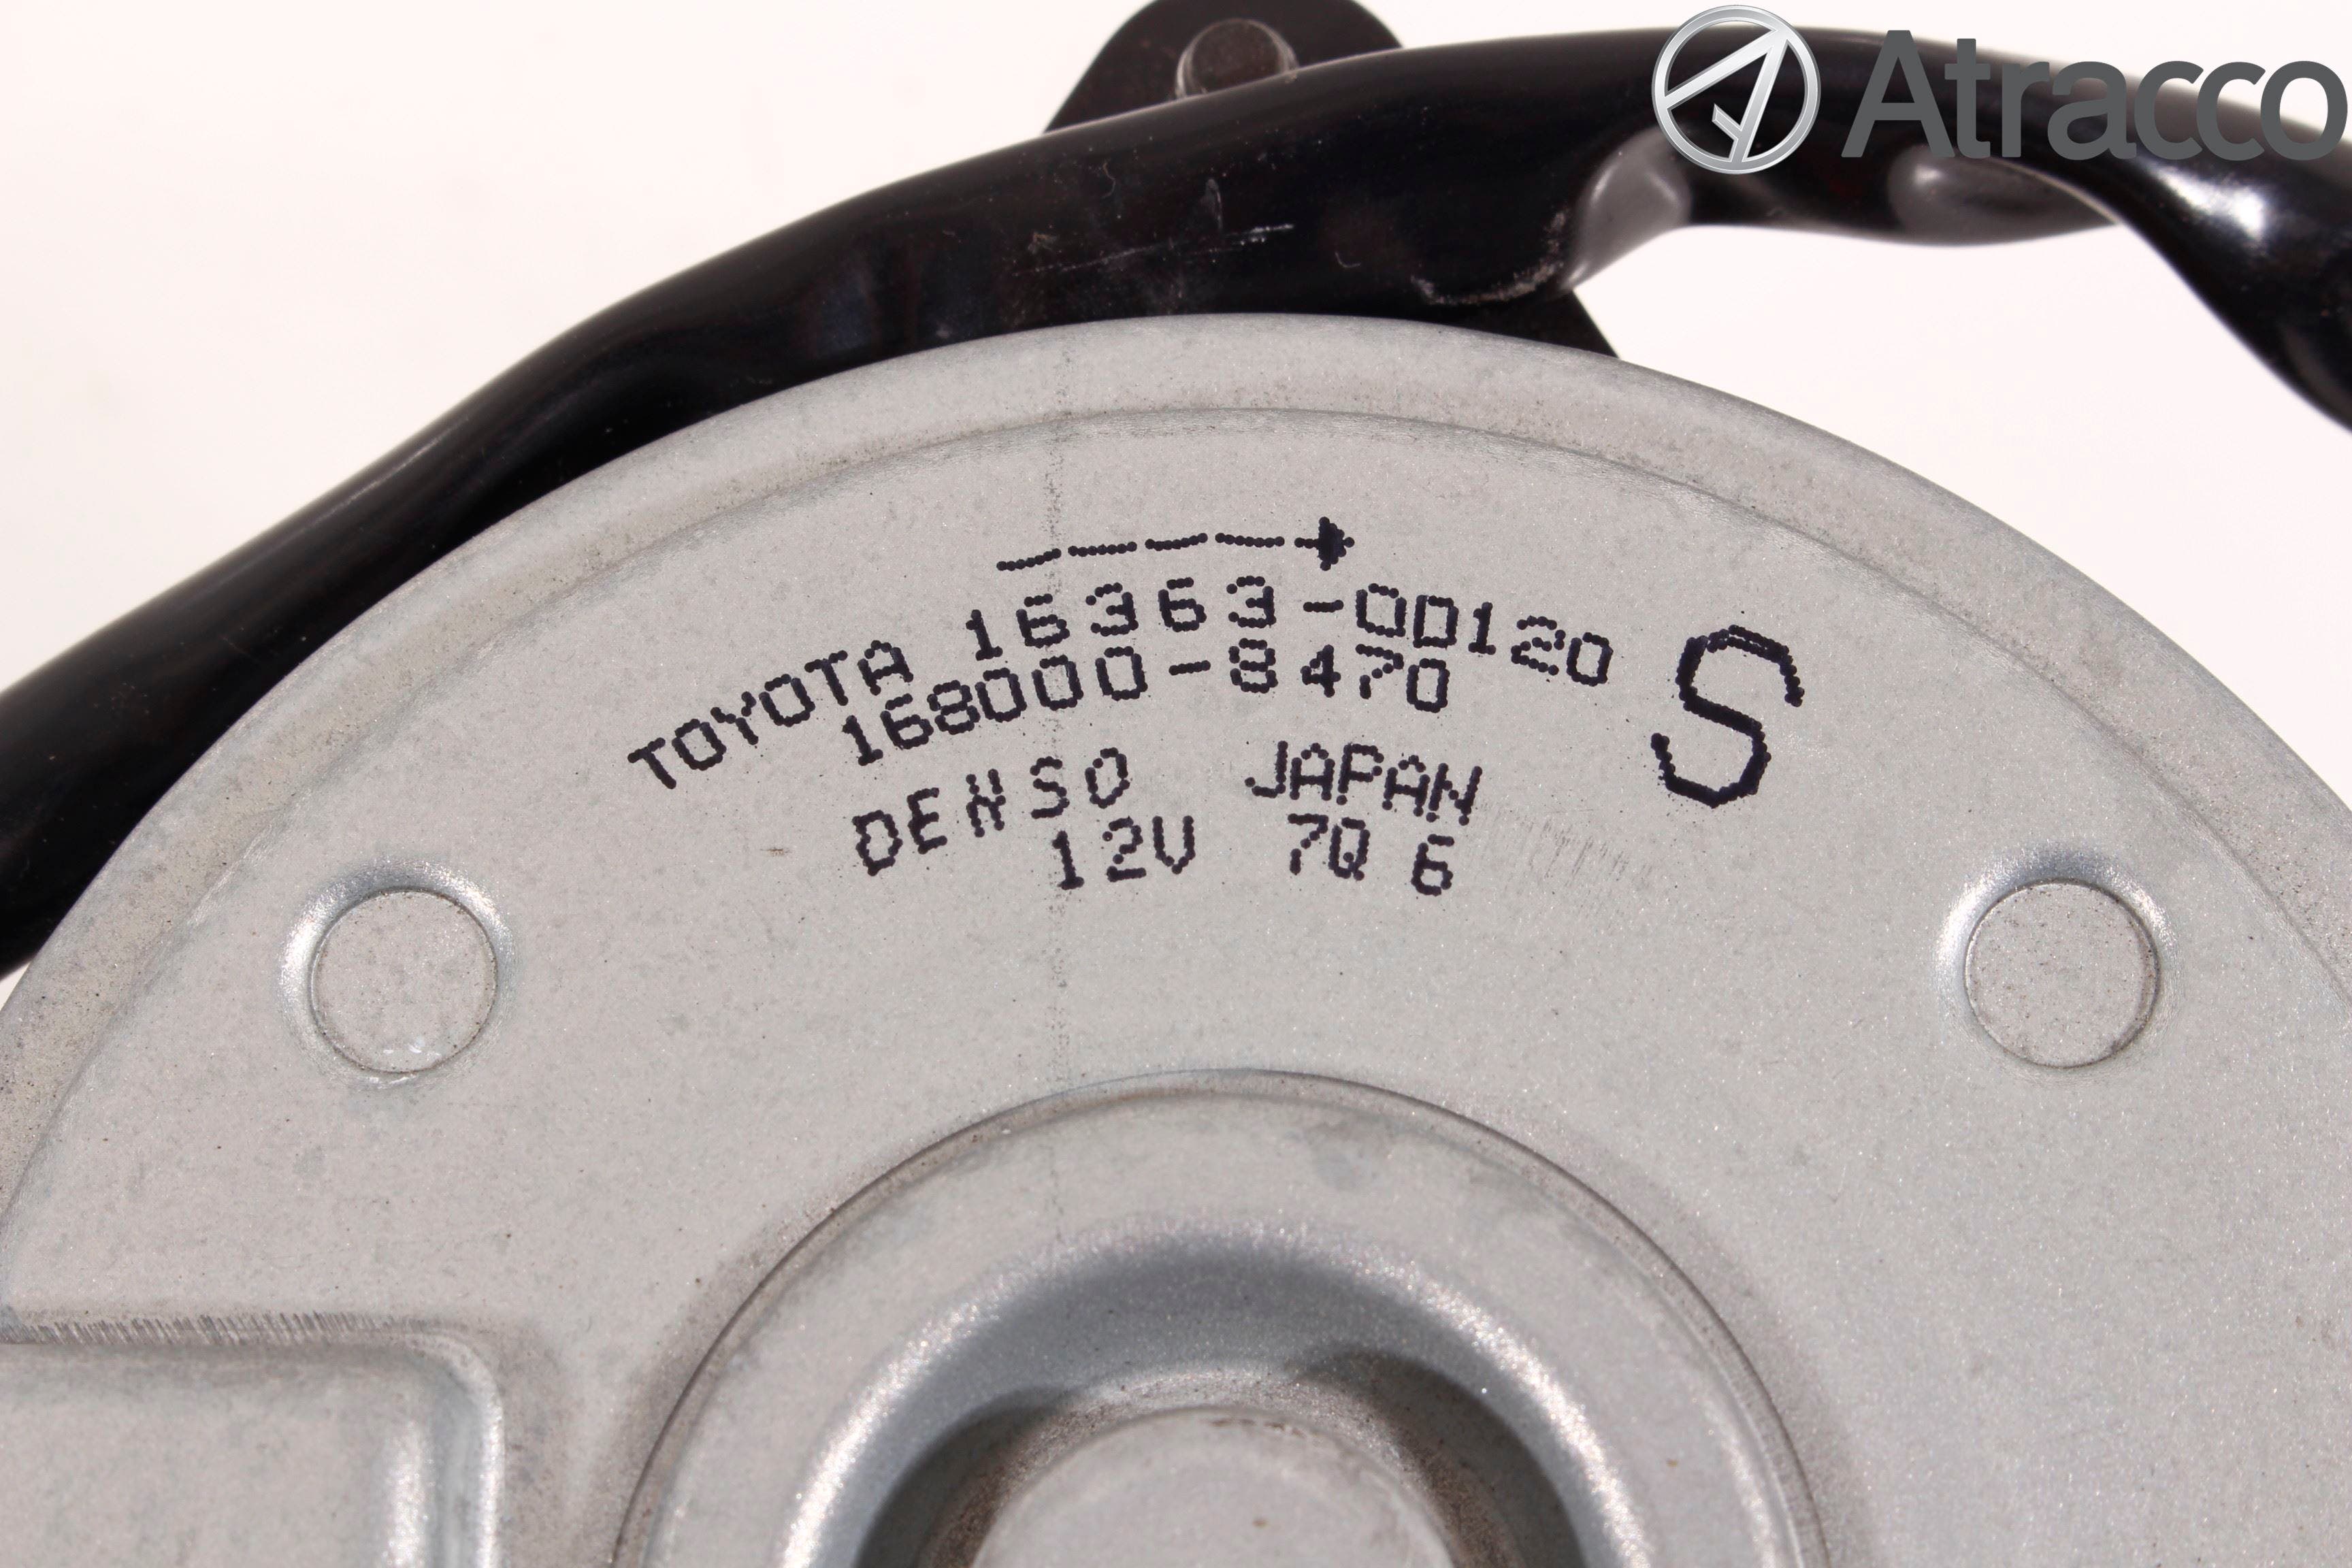 Atracco
TOYOTA 16363-0D120 S
168000-8470
DENSO JAPAN
12V 7Q 6